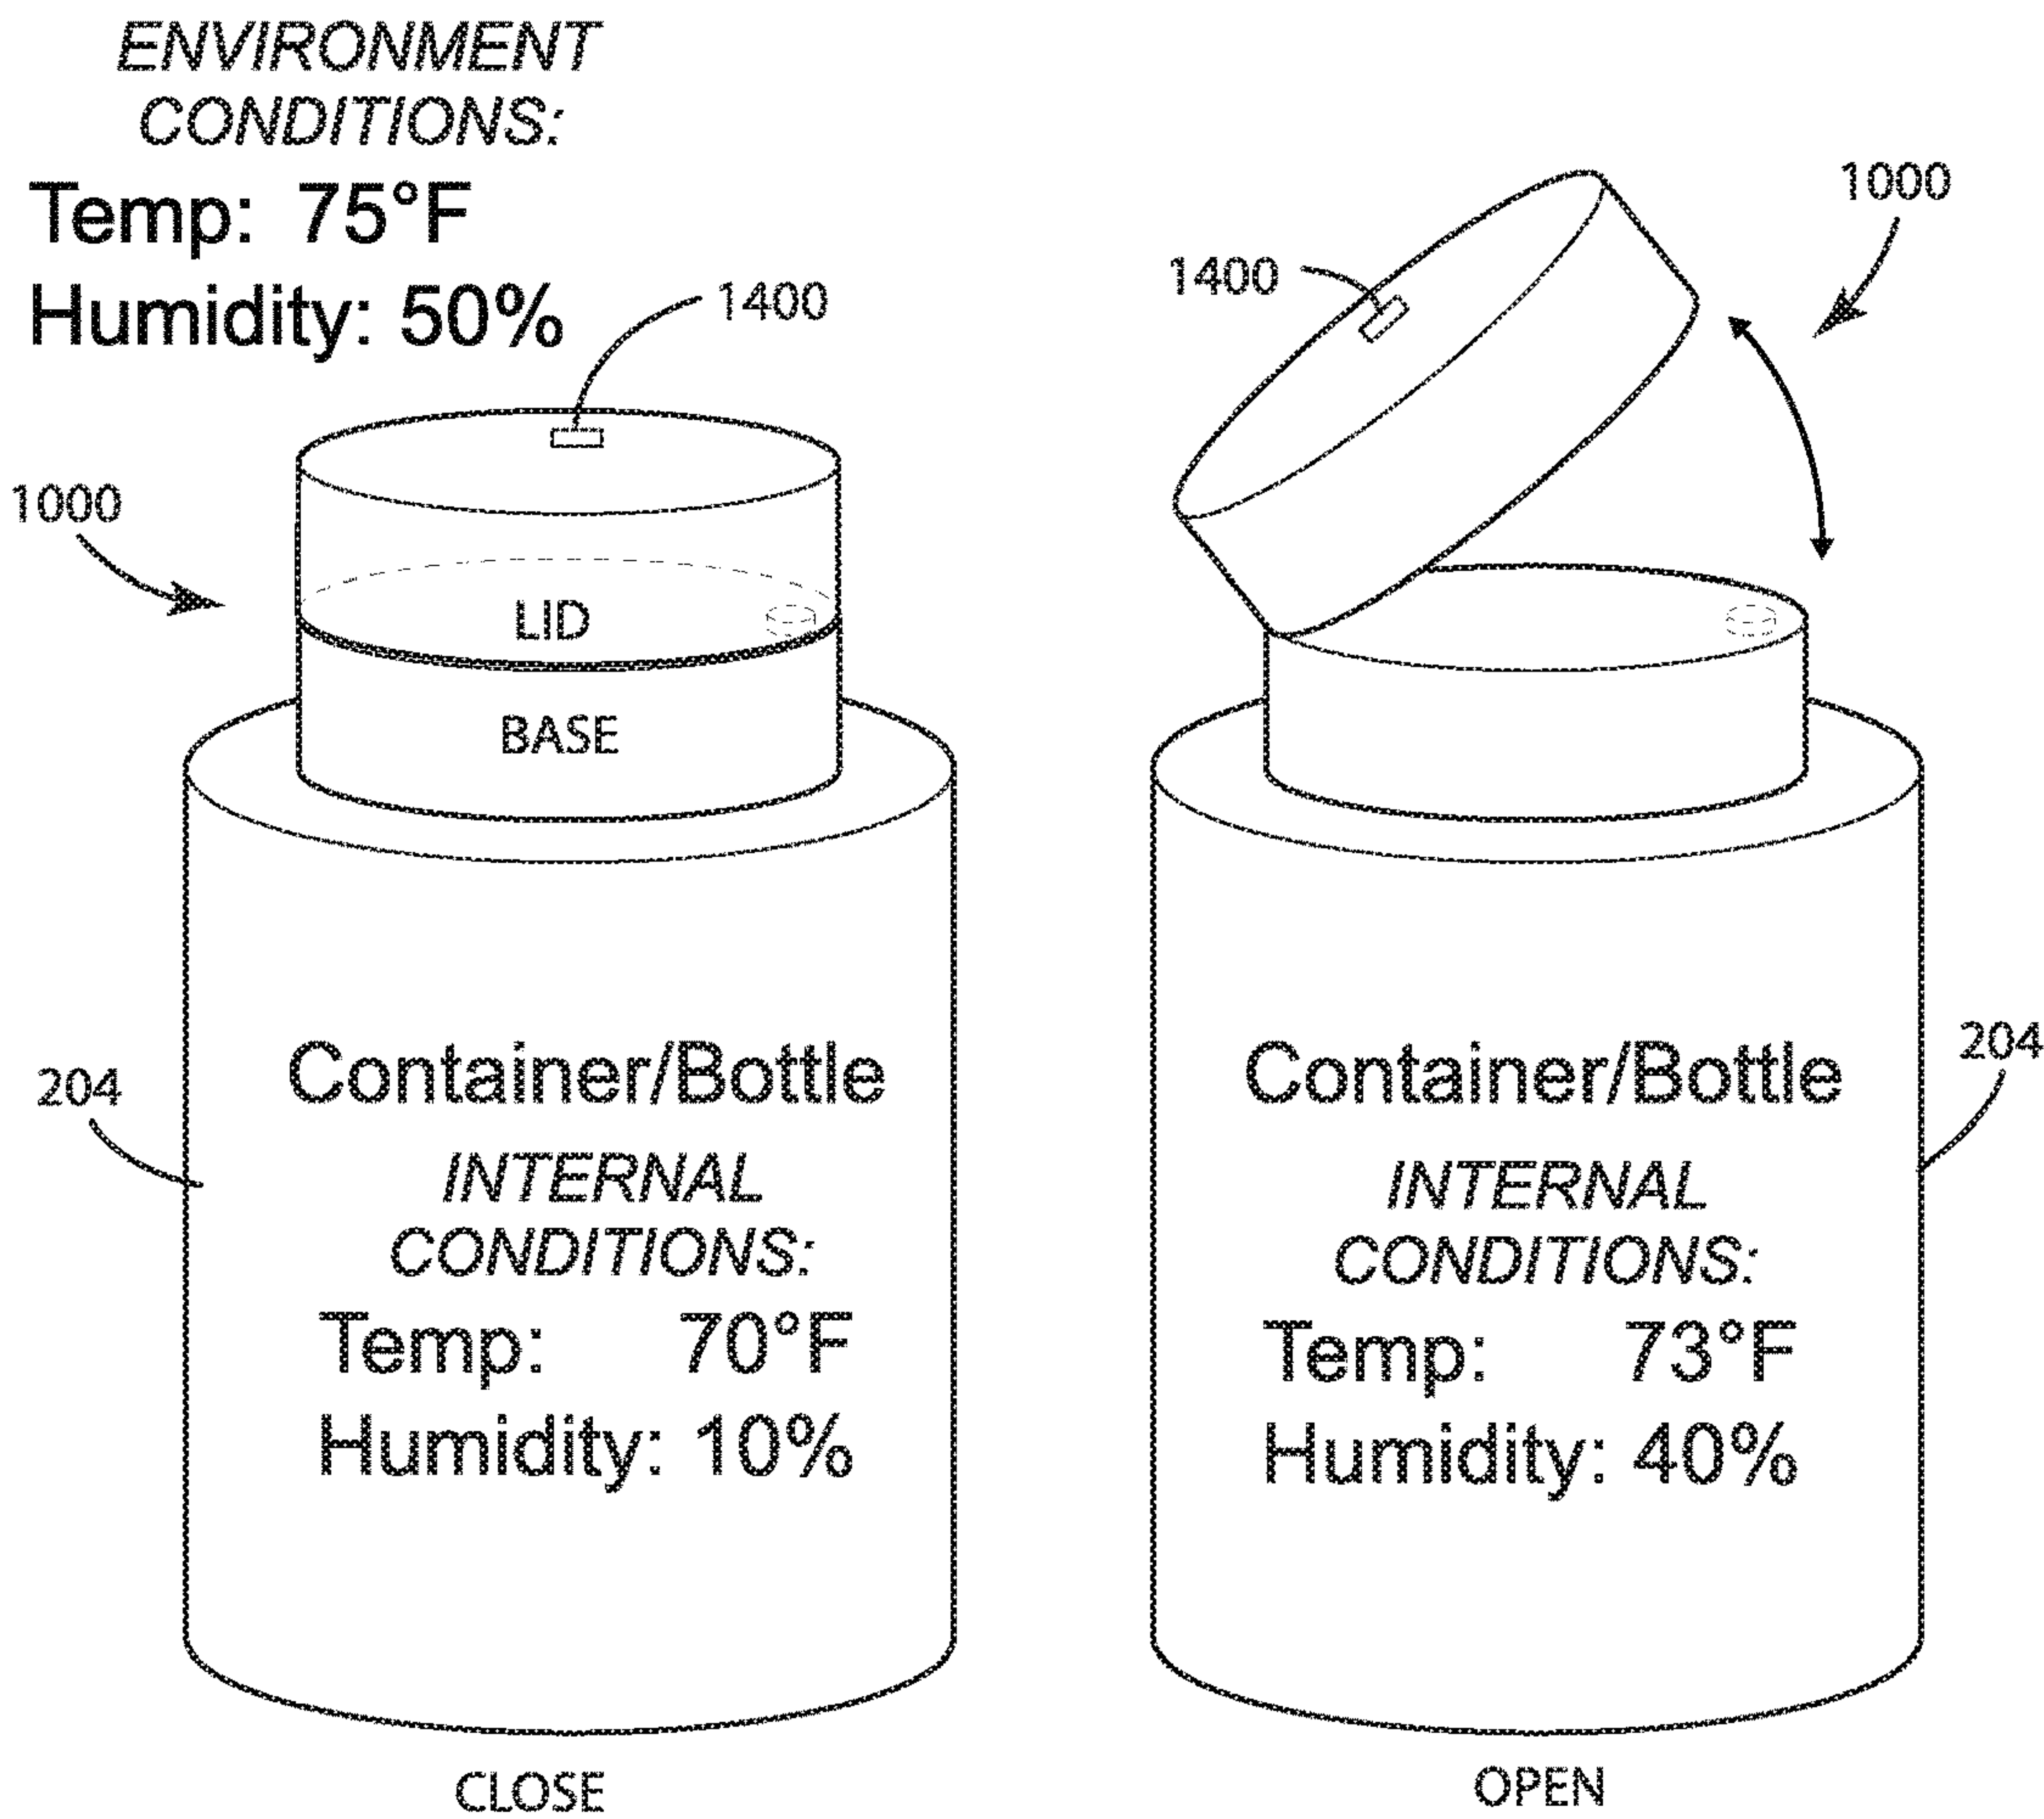 ENVIRONMENT
CONDITIONS:
Temp: 75°F
Humidity: 50%
1400
1000
LID
BASE
204
Container/Bottle
INTERNAL
CONDITIONS:
Temp: 70°F
Humidity: 10%
CLOSE
1000
1400
204
Container/Bottle
INTERNAL
CONDITIONS:
Temp: 73°F
Humidity: 40%
OPEN